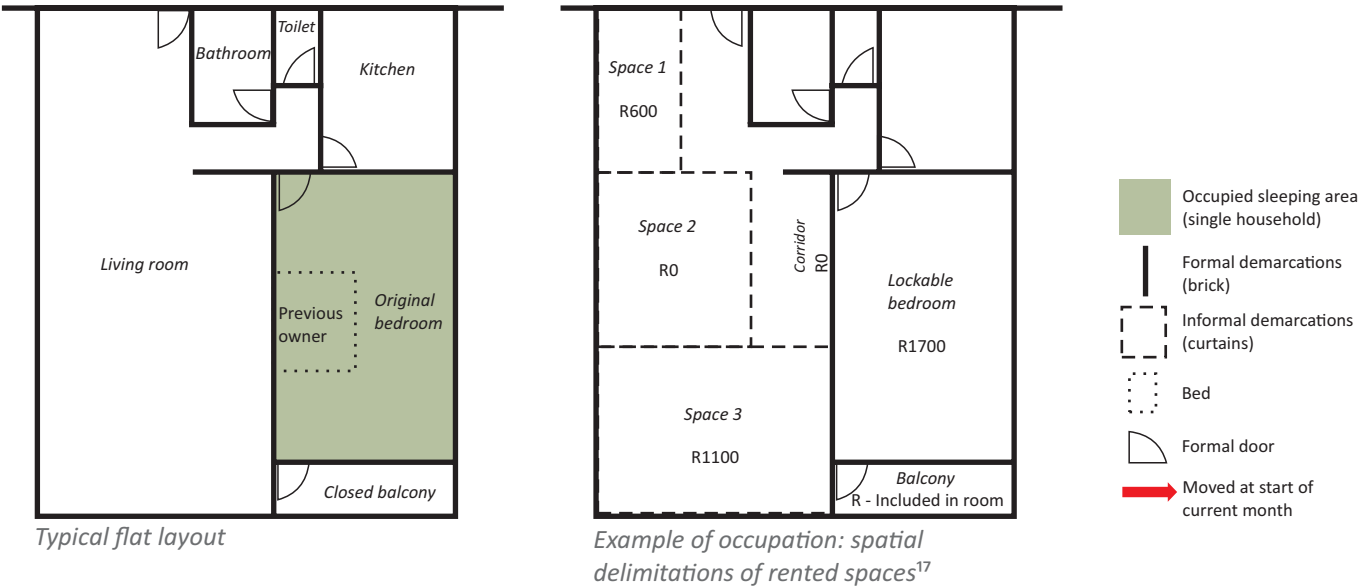 Toilet
Bathroom
Kitchen
Living room
Previous
owner
Original
bedroom
Closed balcony
Typical flat layout
Space 1
R600
Space 2
R0
Corridor
R0
Lockable
bedroom
R1700
Space 3
R1100
Balcony
R - Included in room
Example of occupation: spatial
delimitations of rented spaces¹⁷
Occupied sleeping area
(single household)
Formal demarcations
(brick)
Informal demarcations
(curtains)
Bed
Formal door
Moved at start of
current month